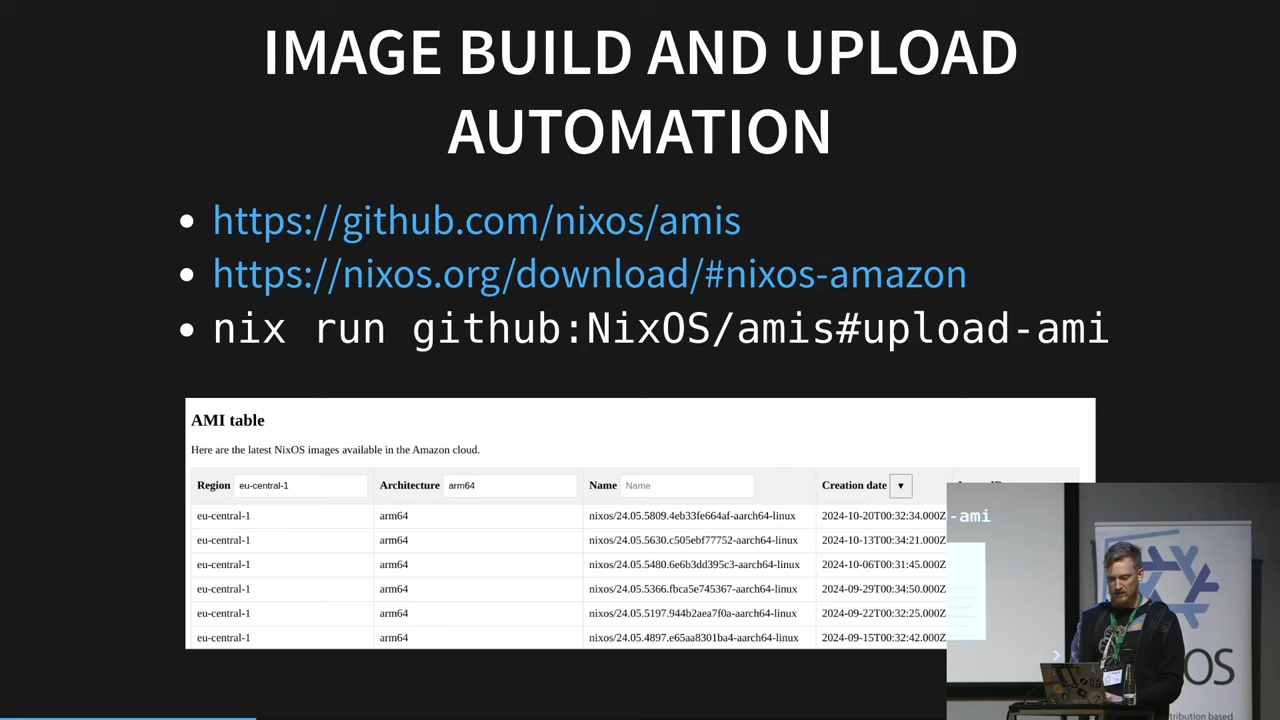 IMAGE BUILD AND UPLOAD
AUTOMATION
https://github.com/nixos/amis
https://nixos.org/download/#nixos-amazon
nix run github:NixOS/amis#upload-ami
AMI table
Here are the latest NixOS images available in the Amazon cloud.
Region eu-central-1 Architecture arm64 Name Name Creation date ▼
eu-central-1 arm64 nixos/24.05.5809.4eb33fe664af-aarch64-linux 2024-10-20T00:32:34.000Z
eu-central-1 arm64 nixos/24.05.5630.c505ebf77752-aarch64-linux 2024-10-13T00:34:21.000Z
eu-central-1 arm64 nixos/24.05.5480.6e6b3dd395c3-aarch64-linux 2024-10-06T00:31:45.000Z
eu-central-1 arm64 nixos/24.05.5366.fbca5e745367-aarch64-linux 2024-09-29T00:34:50.000Z
eu-central-1 arm64 nixos/24.05.5197.944b2aea7f0a-aarch64-linux 2024-09-22T00:32:25.000Z
eu-central-1 arm64 nixos/24.05.4897.e65aa8301ba4-aarch64-linux 2024-09-15T00:32:42.000Z
-ami
OS
tribution based